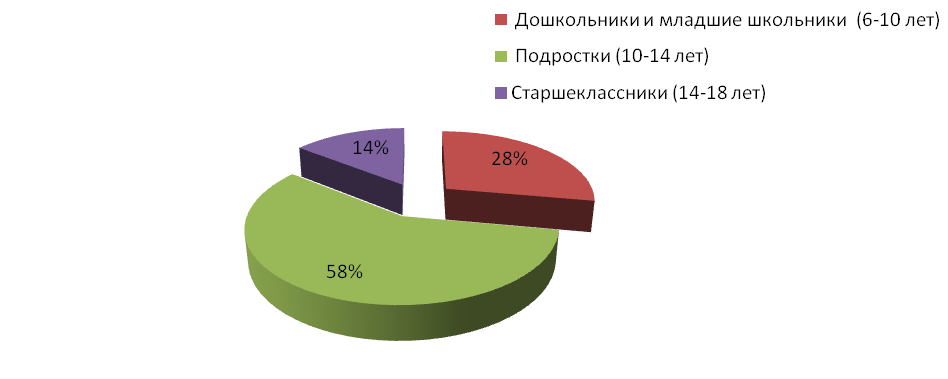 Дошкольники и младшие школьники (6-10 лет)
Подростки (10-14 лет)
Старшеклассники (14-18 лет)
14%
28%
58%